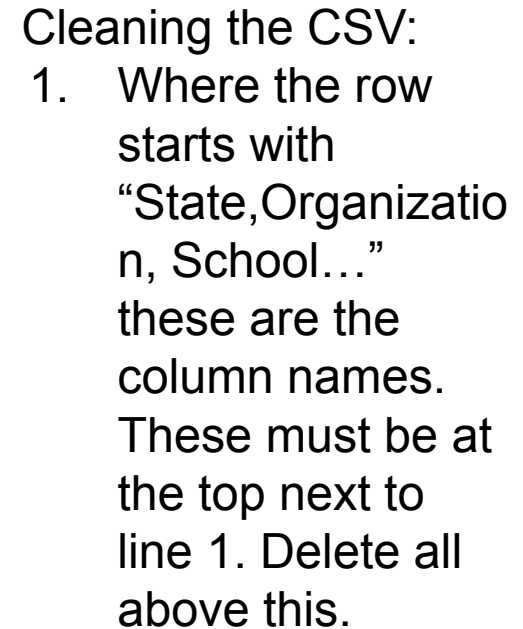 Cleaning the CSV:
1. Where the row
starts with
“State,Organizatio
n, School…”
these are the
column names.
These must be at
the top next to
line 1. Delete all
above this.